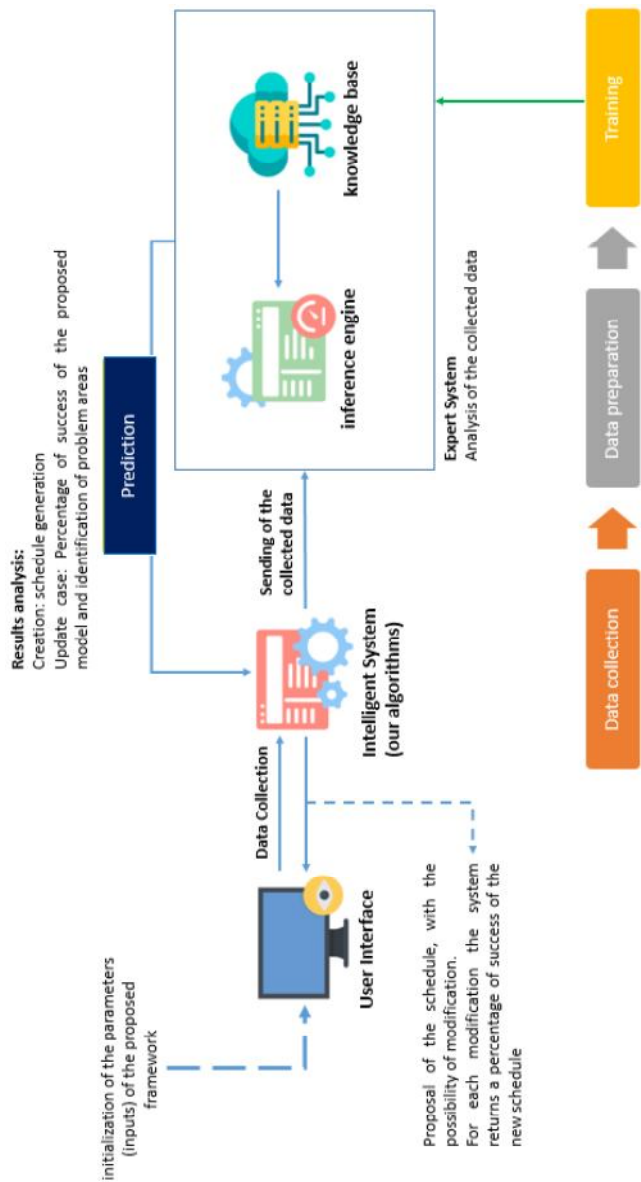 initialization of the parameters
(inputs) of the proposed
framework
User Interface
Data Collection
Proposal of the schedule, with the
possibility of modification.
For each modification the system
returns a percentage of success of the
new schedule
Intelligent System
(our algorithms)
Results analysis:
Creation: schedule generation
Update case: Percentage of success of the proposed
model and identification of problem areas
Prediction
Sending of the
collected data
inference engine
knowledge base
Expert System
Analysis of the collected data
Data collection
Data preparation
Training